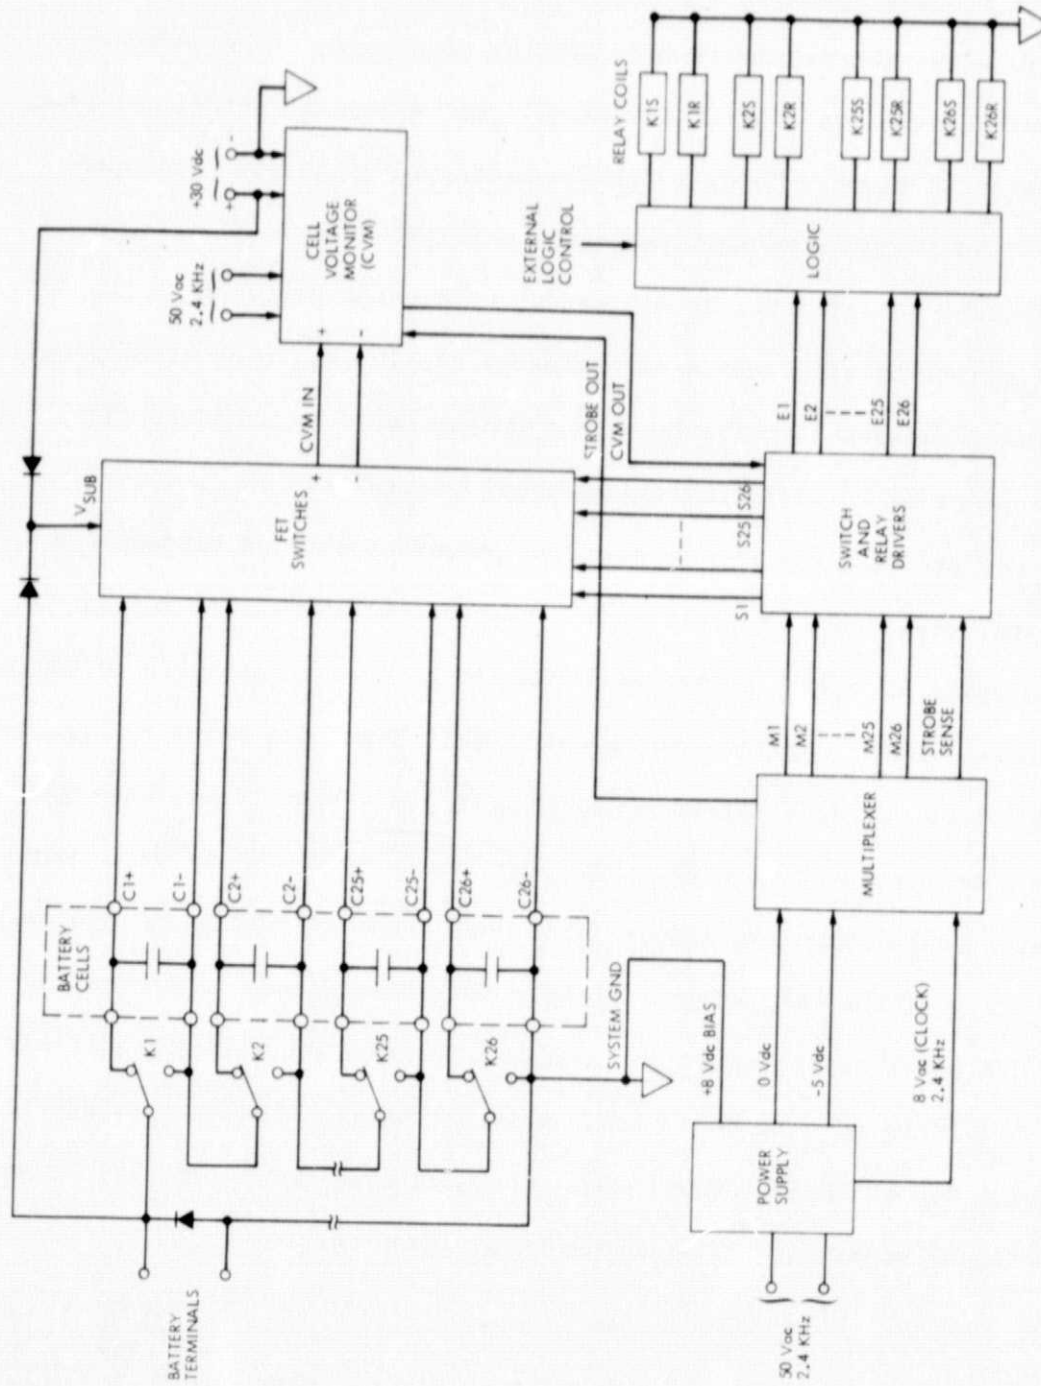 BATTERY
TERMINALS
BATTERY
CELLS
K1
K2
K25
K26
C1+
C1-
C2+
C2-
C25+
C25-
C26+
C26-
VSUB
FET
SWITCHES
CVM IN
+
-
+
-
CELL
VOLTAGE
MONITOR
(CVM)
50 Vac
2.4 KHz
+30 Vdc
+
-
SYSTEM GND
STROBE OUT
CVM OUT
S1
S25
S26
50 Vac
2.4 KHz
POWER
SUPPLY
+8 Vdc BIAS
0 Vdc
-5 Vdc
8 Vac (CLOCK)
2.4 KHz
MULTIPLEXER
M1
M2
M25
M26
STROBE
SENSE
SWITCH
AND
RELAY
DRIVERS
E1
E2
E25
E26
EXTERNAL
LOGIC
CONTROL
LOGIC
RELAY COILS
K1S
K1R
K2S
K2R
K25S
K25R
K26S
K26R